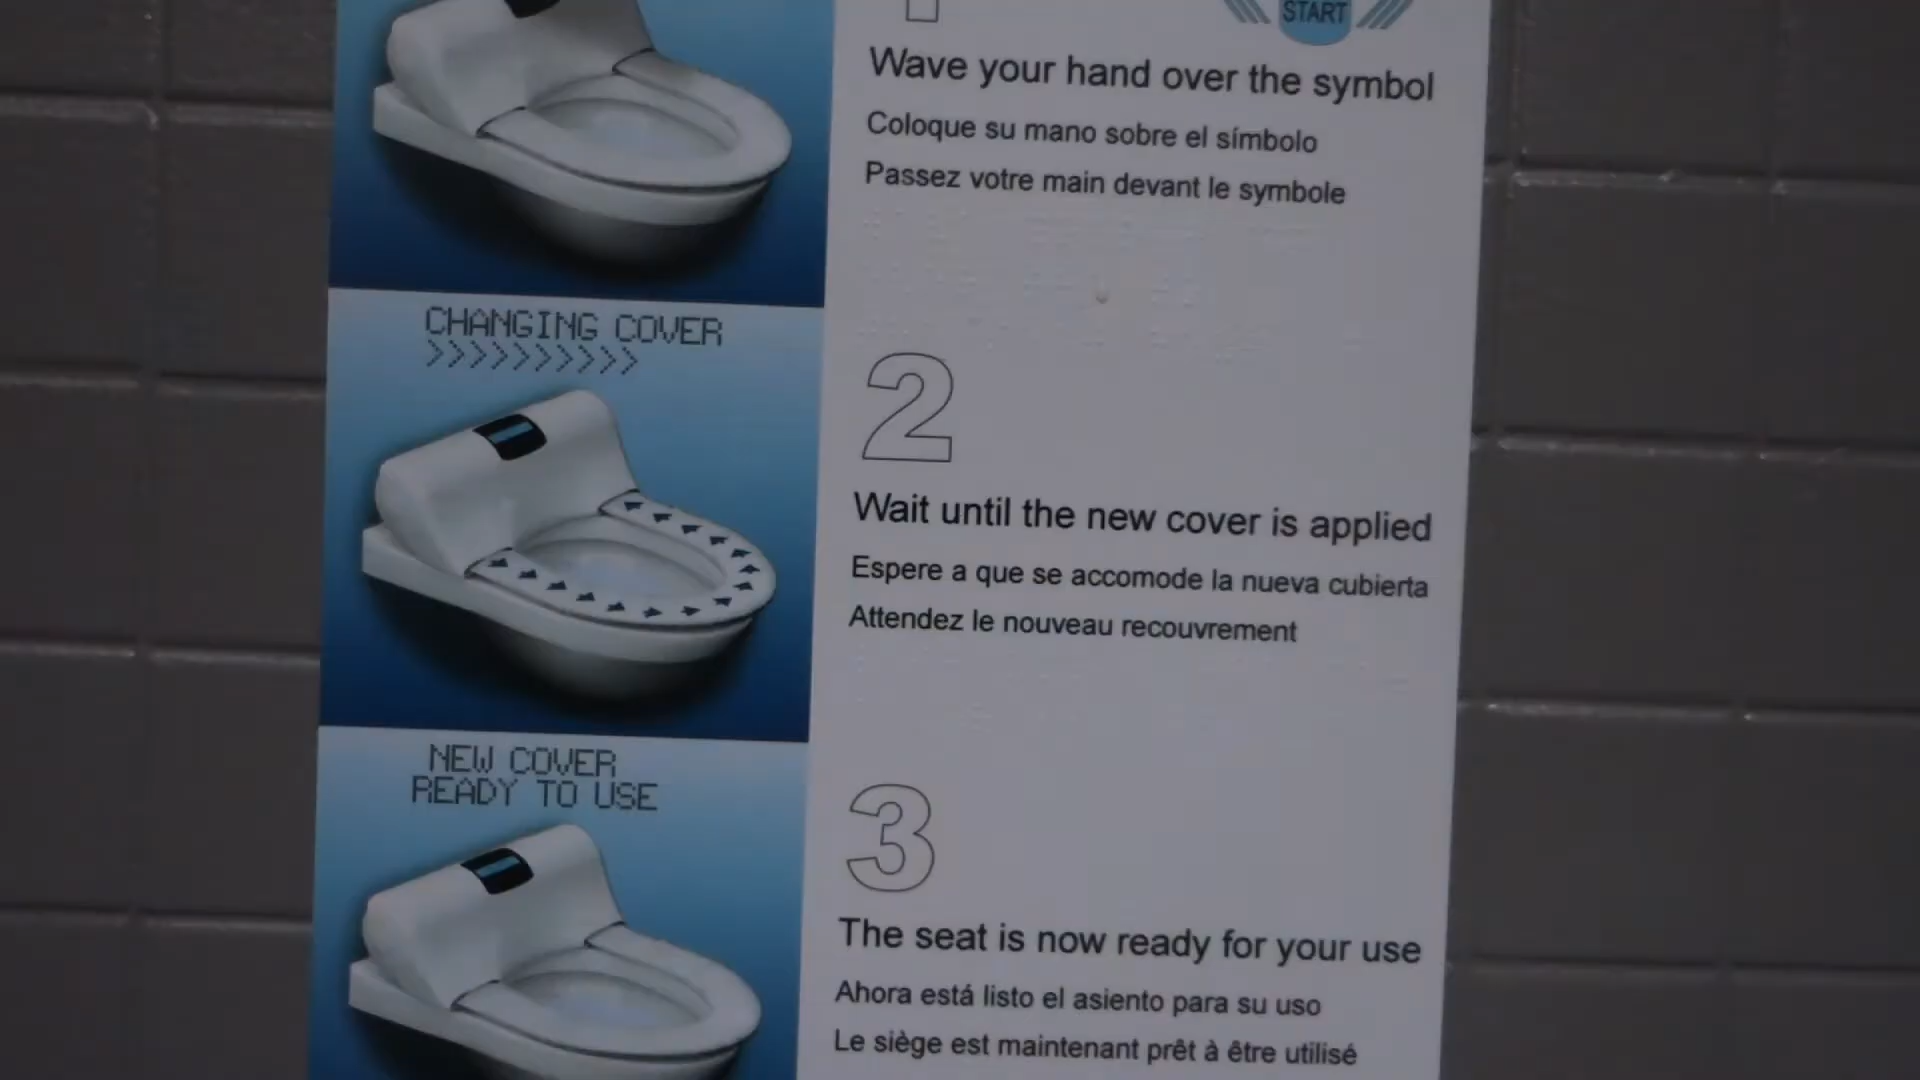 START
Wave your hand over the symbol
Coloque su mano sobre el símbolo
Passez votre main devant le symbole
CHANGING COVER
>>>>>>>>>>
2
Wait until the new cover is applied
Espere a que se accomode la nueva cubierta
Attendez le nouveau recouvrement
NEW COVER
READY TO USE
3
The seat is now ready for your use
Ahora está listo el asiento para su uso
Le siège est maintenant prêt à être utilisé